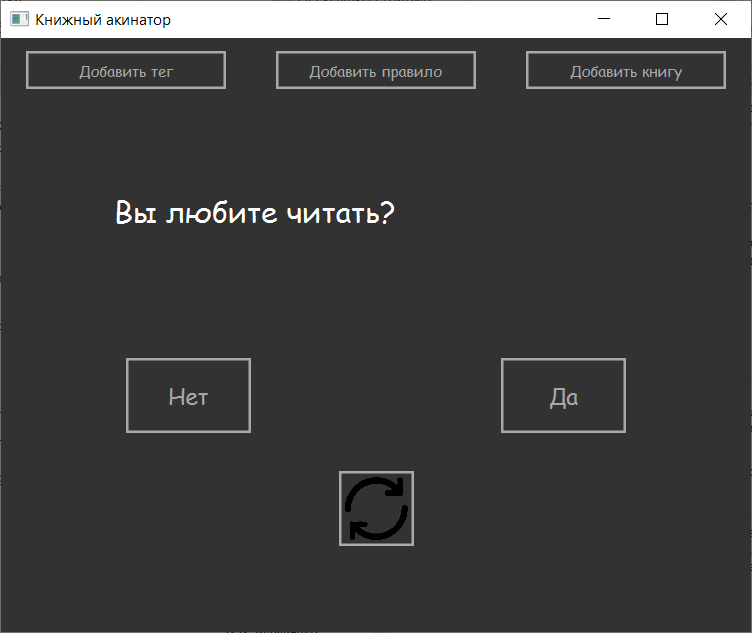 Книжный акинатор
Добавить тег Добавить правило Добавить книгу
Вы любите читать?
Нет Да